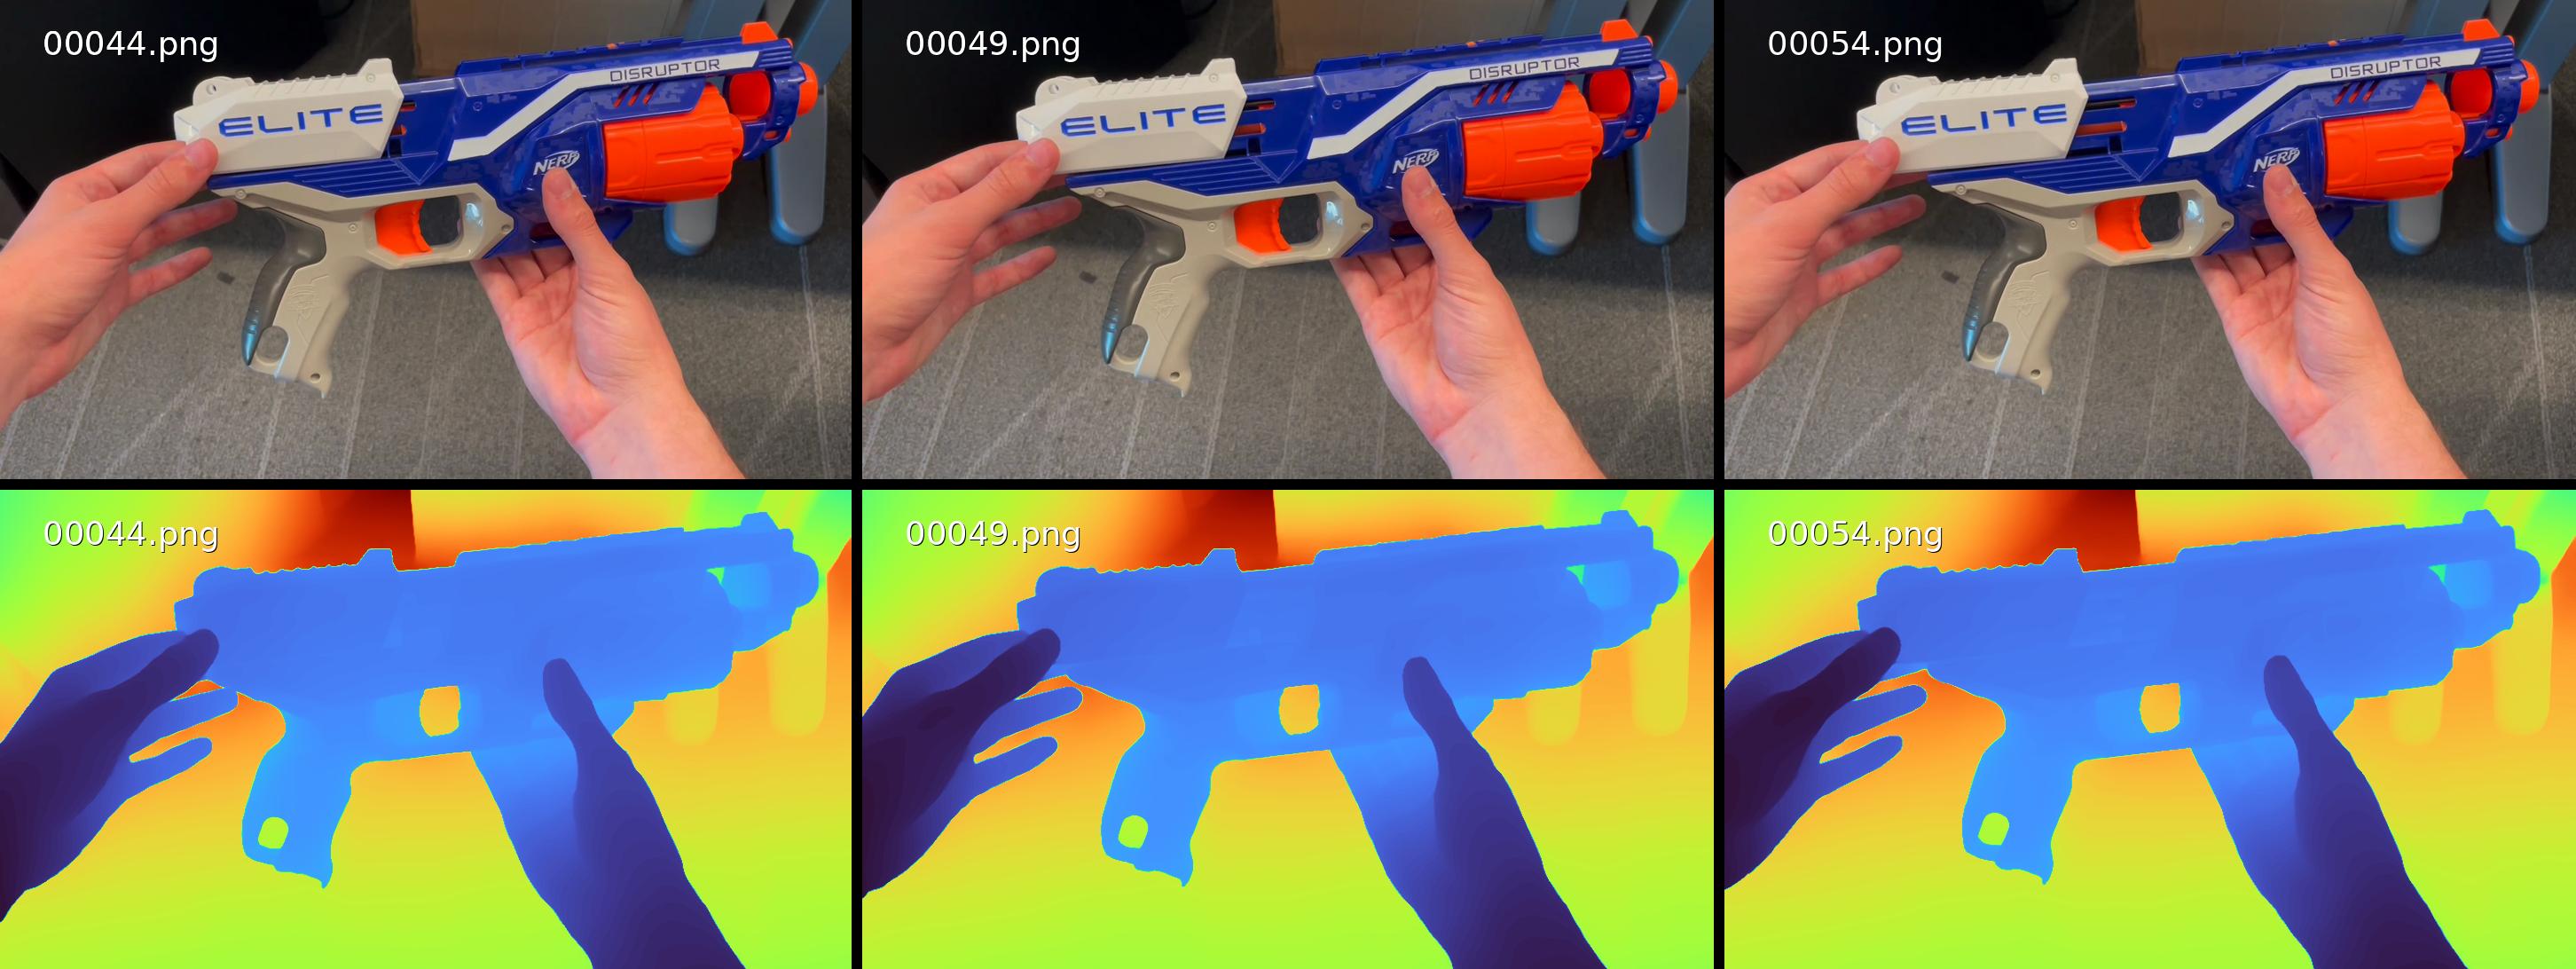 00044.png
DISRUPTOR
ELITE
NERF
00049.png
DISRUPTOR
ELITE
NERF
00054.png
DISRUPTOR
ELITE
NERF
00044.png
00049.png
00054.png